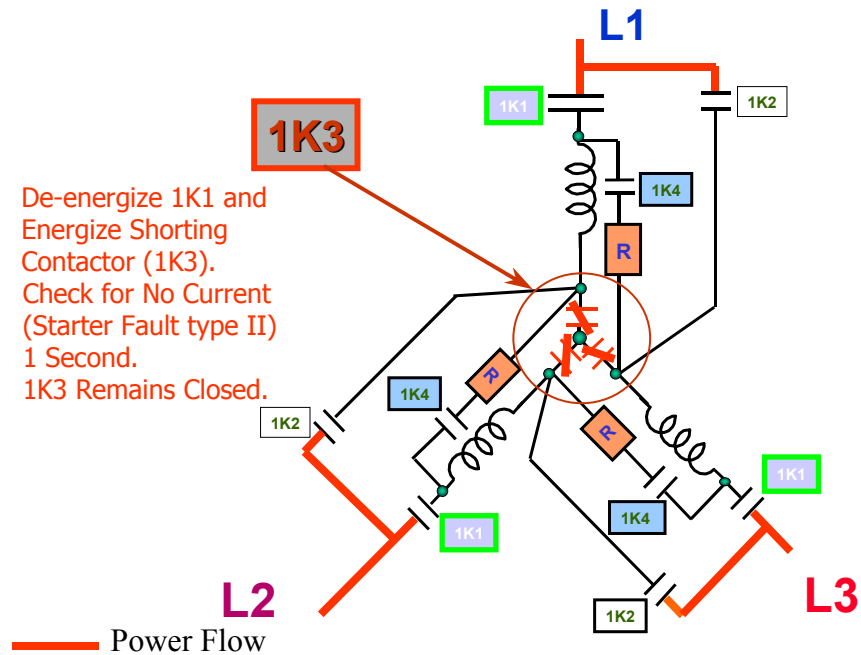 L1
1K1
1K2
1K3
1K4
De-energize 1K1 and
Energize Shorting
Contactor (1K3).
Check for No Current
(Starter Fault type II)
1 Second.
1K3 Remains Closed.
R
R
1K4
1K2
R
1K1
1K1
1K4
L2
L3
1K2
Power Flow